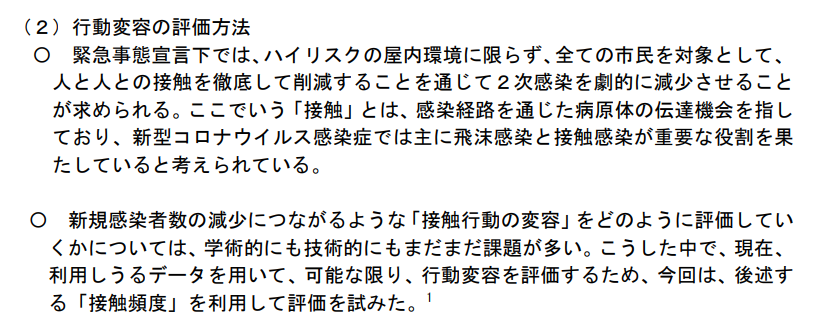 （２）行動変容の評価方法
○　緊急事態宣言下では、ハイリスクの屋内環境に限らず、全ての市民を対象として、
人と人との接触を徹底して削減することを通じて２次感染を劇的に減少させること
が求められる。ここでいう「接触」とは、感染経路を通じた病原体の伝達機会を指し
ており、新型コロナウイルス感染症では主に飛沫感染と接触感染が重要な役割を果
たしていると考えられている。
○　新規感染者数の減少につながるような「接触行動の変容」をどのように評価してい
くかについては、学術的にも技術的にもまだまだ課題が多い。こうした中で、現在、
利用しうるデータを用いて、可能な限り、行動変容を評価するため、今回は、後述す
る「接触頻度」を利用して評価を試みた。1